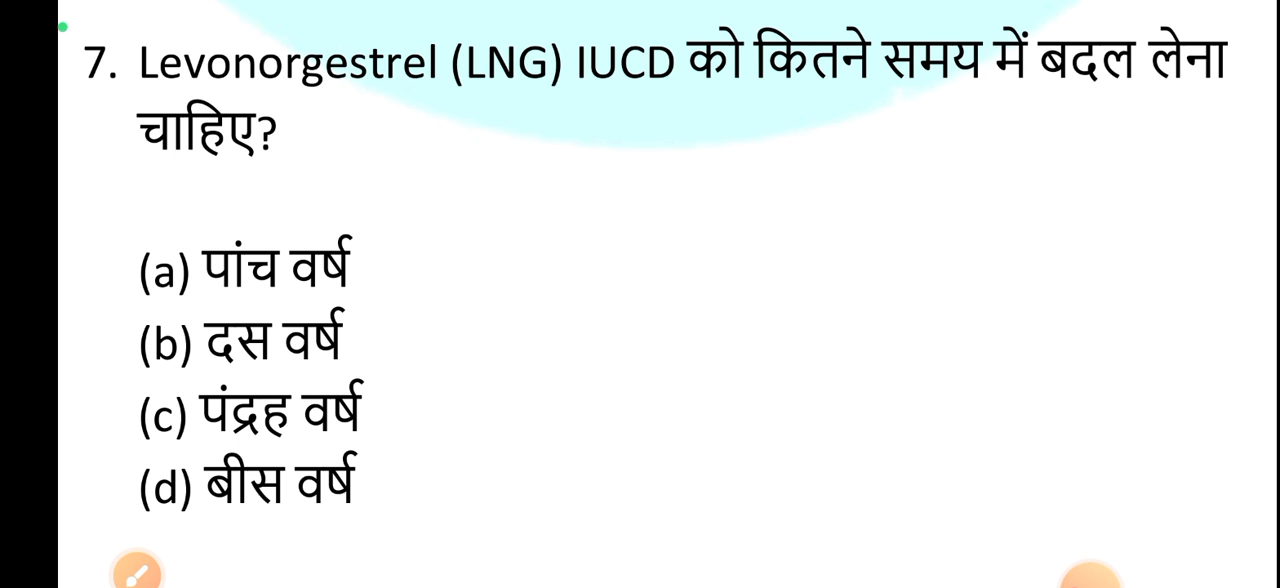 7. Levonorgestrel (LNG) IUCD को कितने समय में बदल लेना
चाहिए?
(a) पांच वर्ष
(b) दस वर्ष
(c) पंद्रह वर्ष
(d) बीस वर्ष